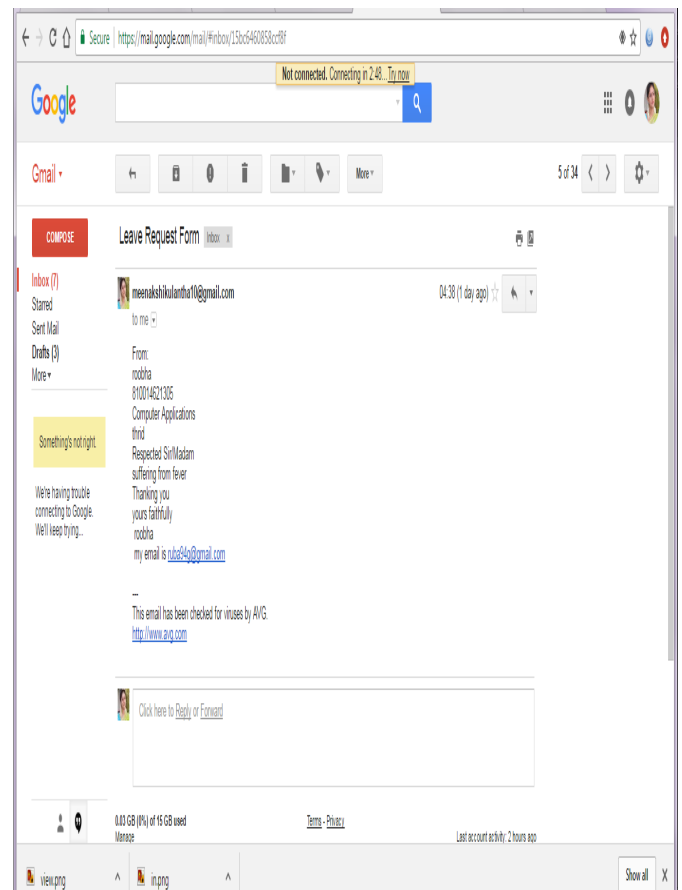 Secure https://mail.google.com/mail/#inbox/15bc6460858ccf8f
Not connected. Connecting in 2:48... Try now
Google
Gmail
More
5 of 34
COMPOSE
Leave Request Form Inbox x
Inbox (7)
Starred
Sent Mail
Drafts (3)
More
meenakshikulantha10@gmail.com 04:38 (1 day ago)
to me
From:
roobha
810014621305
Computer Applications
thrid
Respected Sir/Madam
suffering from fever
Thanking you
yours faithfully
roobha
my email is ruba94g@gmail.com
Something's not right.
We're having trouble
connecting to Google.
We'll keep trying...
---
This email has been checked for viruses by AVG.
http://www.avg.com
Click here to Reply or Forward
0.03 GB (0%) of 15 GB used
Manage
Terms - Privacy
Last account activity: 2 hours ago
view.png
in.png
Show all X